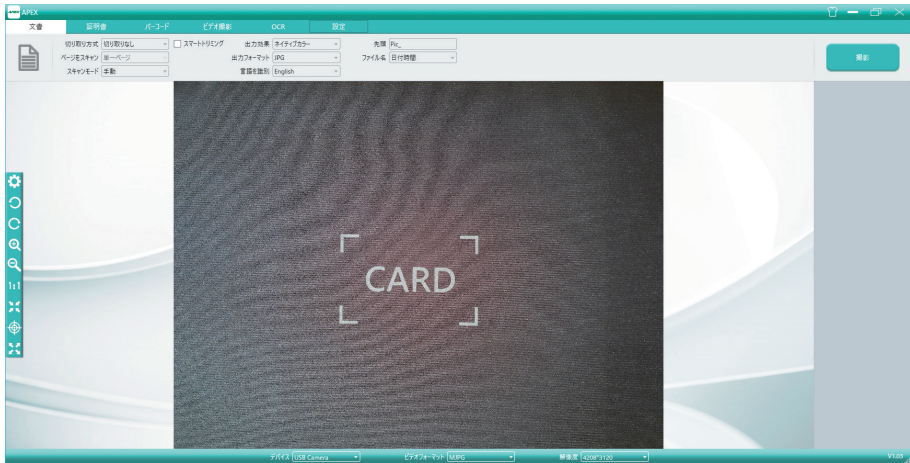 APEX APEX
文書 証明書 バーコード ビデオ撮影 OCR 設定
切り取り方式 切り取りなし スマートトリミング 出力効果 ネイティブカラー 先頭 Pic_
ページをスキャン 単一ページ 出力フォーマット JPG ファイル名 日付時間
スキャンモード 手動 言語を識別 English
撮影
1:1
CARD
デバイス USB Camera ビデオフォーマット MJPG 解像度 4208*3120 V1.03